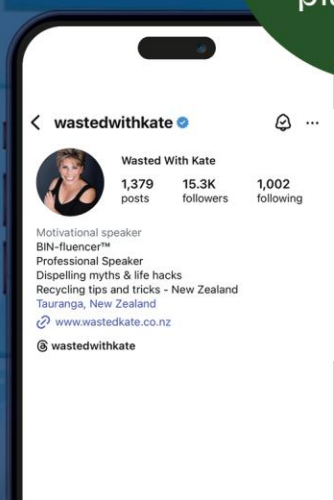 wastedwithkate
Wasted With Kate
1,379 15.3K 1,002
posts followers following
Motivational speaker
BIN-fluencer™
Professional Speaker
Dispelling myths & life hacks
Recycling tips and tricks - New Zealand
Tauranga, New Zealand
www.wastedkate.co.nz
wastedwithkate